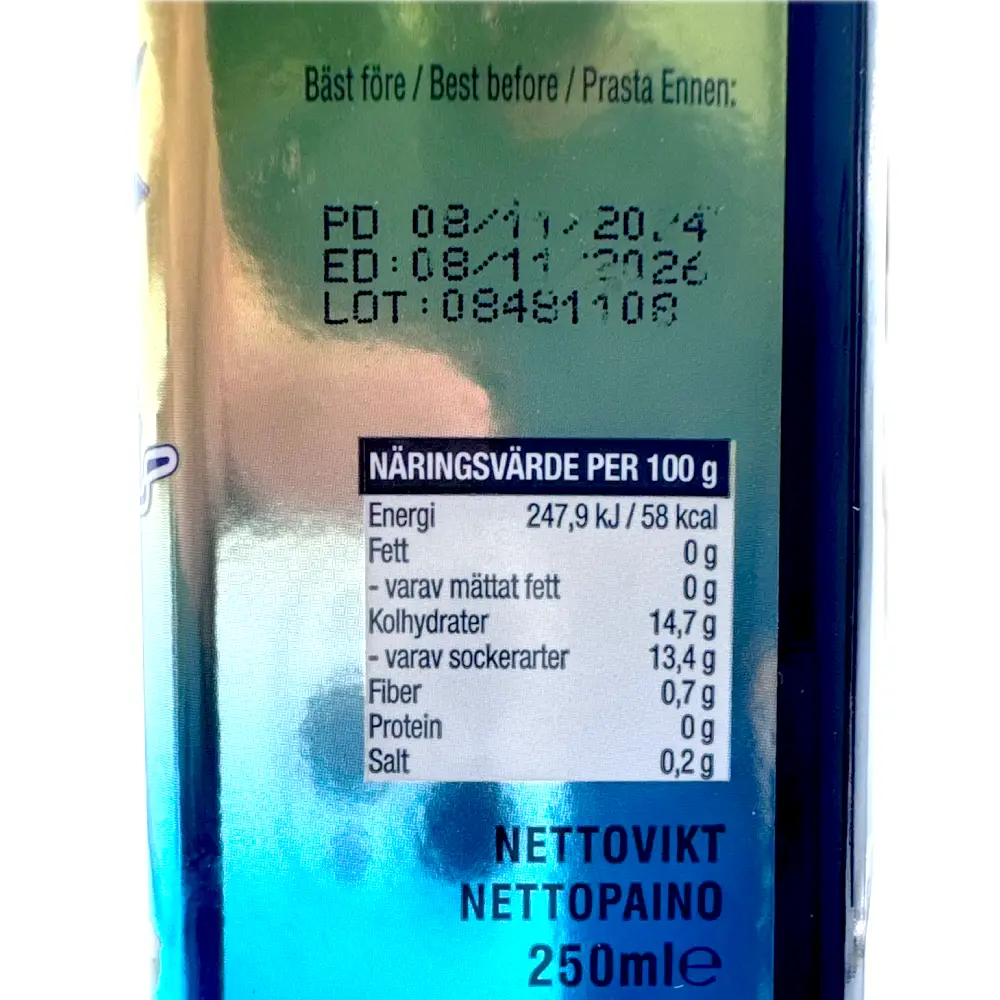 Bäst före / Best before / Prasta Ennen:
PD 08/11/2024
ED:08/11 2026
LOT:08481108
NÄRINGSVÄRDE PER 100 g
Energi 247,9 kJ / 58 kcal
Fett 0 g
- varav mättat fett 0 g
Kolhydrater 14,7 g
- varav sockerarter 13,4 g
Fiber 0,7 g
Protein 0 g
Salt 0,2 g
NETTOVIKT
NETTOPAINO
250ml℮